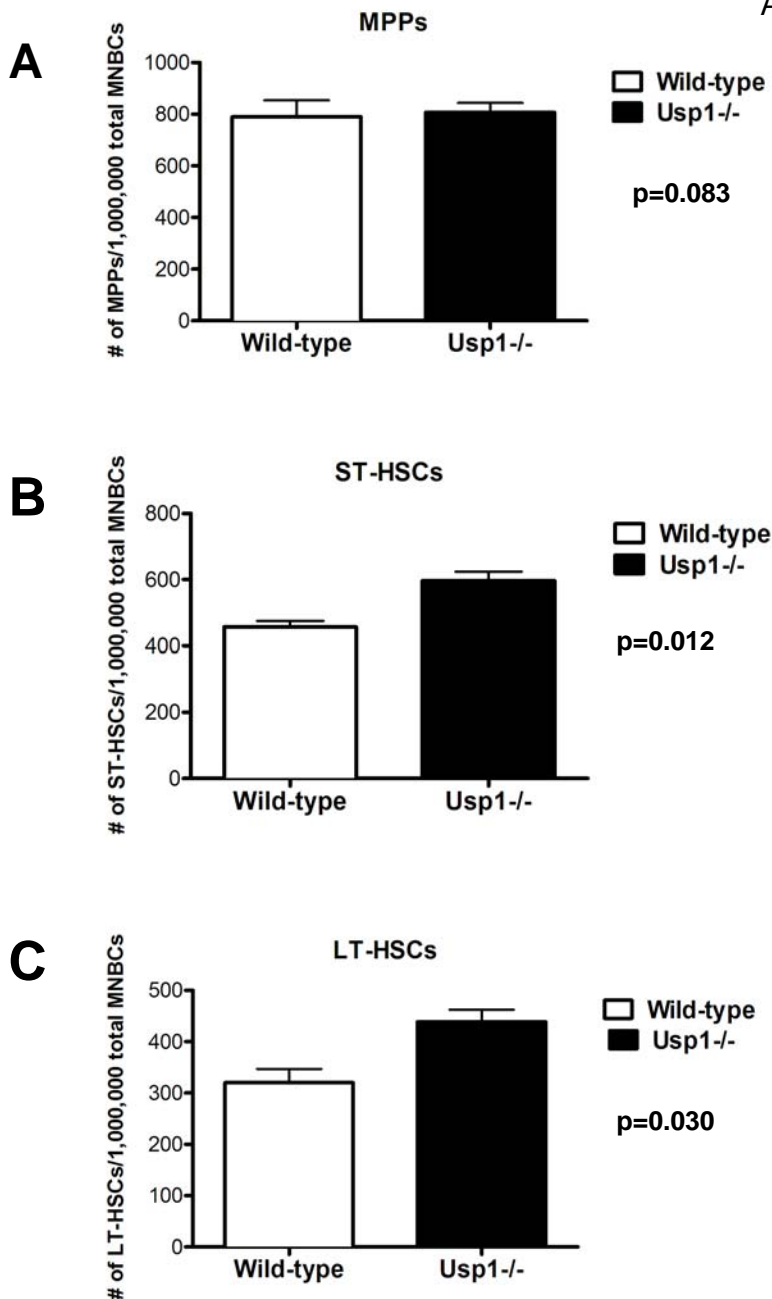 A
A
MPPs
# of MPPs/1,000,000 total MNBCs
1000
800
600
400
200
0
Wild-type
Usp1-/-
Wild-type
Usp1-/-
p=0.083
B
ST-HSCs
# of ST-HSCs/1,000,000 total MNBCs
800
600
400
200
0
Wild-type
Usp1-/-
Wild-type
Usp1-/-
p=0.012
C
LT-HSCs
# of LT-HSCs/1,000,000 total MNBCs
500
400
300
200
100
0
Wild-type
Usp1-/-
Wild-type
Usp1-/-
p=0.030